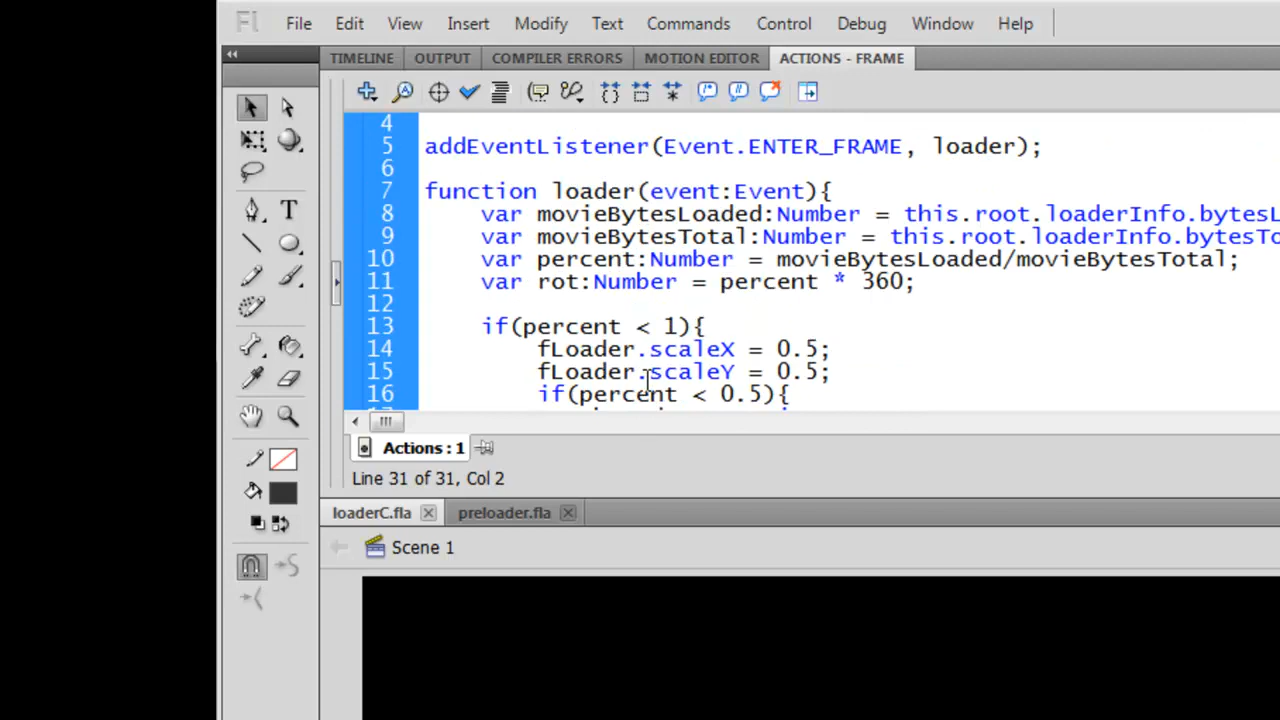 Fl File Edit View Insert Modify Text Commands Control Debug Window Help
TIMELINE OUTPUT COMPILER ERRORS MOTION EDITOR ACTIONS - FRAME
4
5 addEventListener(Event.ENTER_FRAME, loader);
6
7 function loader(event:Event){
8 var movieBytesLoaded:Number = this.root.loaderInfo.bytesL
9 var movieBytesTotal:Number = this.root.loaderInfo.bytesTo
10 var percent:Number = movieBytesLoaded/movieBytesTotal;
11 var rot:Number = percent * 360;
12
13 if(percent < 1){
14 fLoader.scaleX = 0.5;
15 fLoader.scaleY = 0.5;
16 if(percent < 0.5){
Actions : 1
Line 31 of 31, Col 2
loaderC.fla preloader.fla
Scene 1